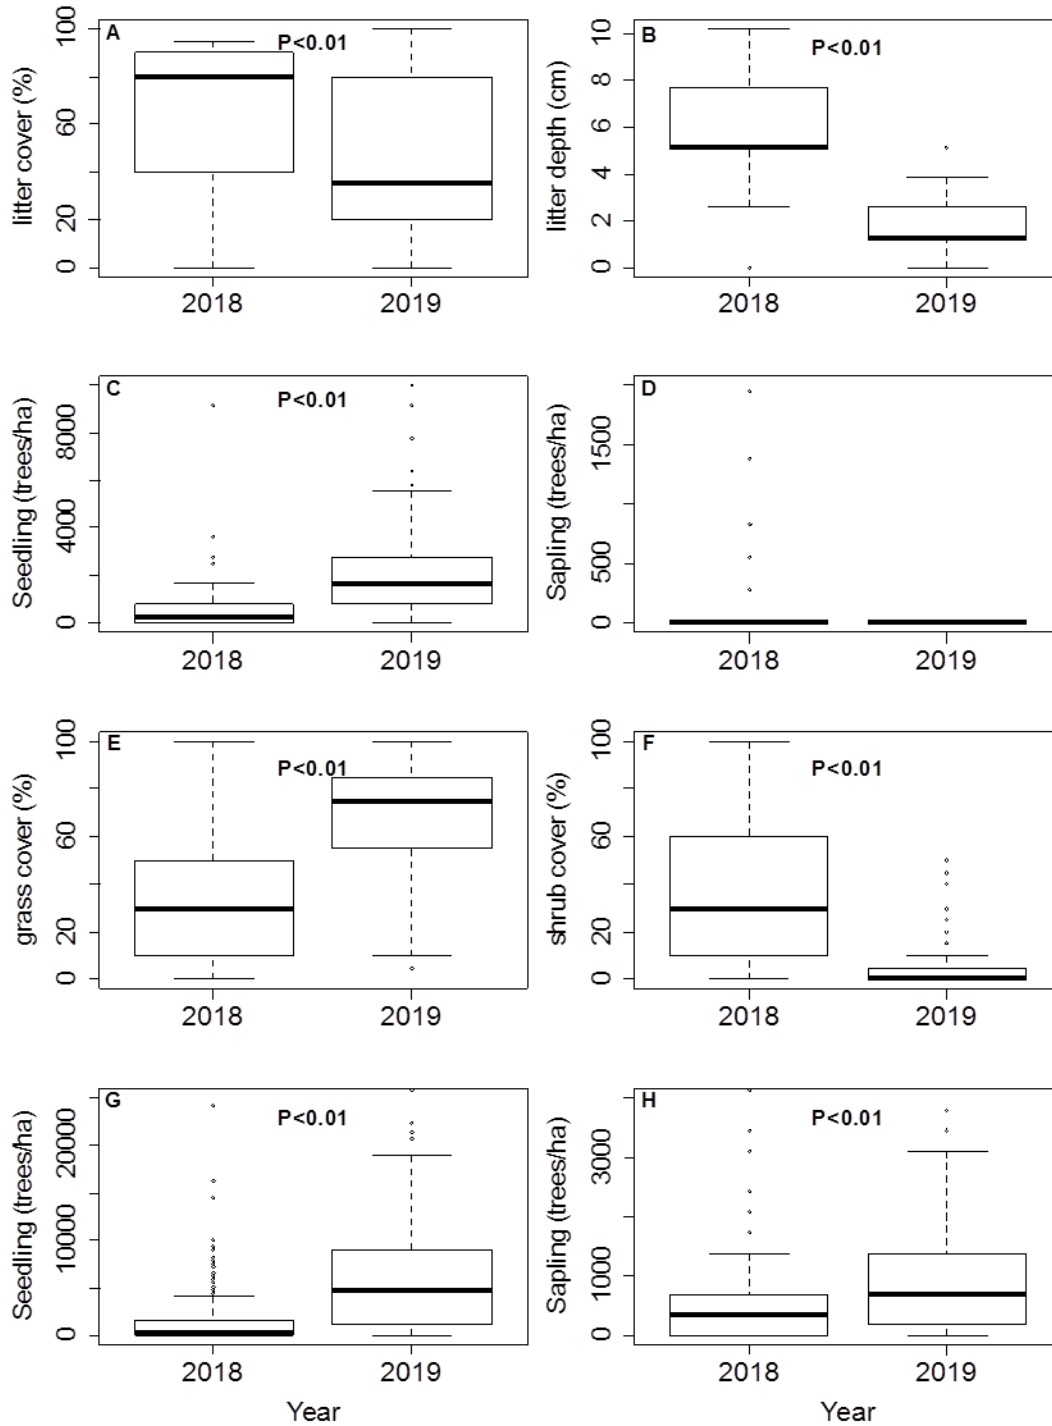 A
P<0.01
litter cover (%)
100
60
20
0
2018
2019
B
P<0.01
litter depth (cm)
10
8
6
4
2
0
2018
2019
C
P<0.01
Seedling (trees/ha)
8000
4000
0
2018
2019
D
Sapling (trees/ha)
1500
500
0
2018
2019
E
P<0.01
grass cover (%)
100
60
20
0
2018
2019
F
P<0.01
shrub cover (%)
100
60
20
0
2018
2019
G
P<0.01
Seedling (trees/ha)
20000
10000
0
2018
2019
Year
H
P<0.01
Sapling (trees/ha)
3000
1000
0
2018
2019
Year